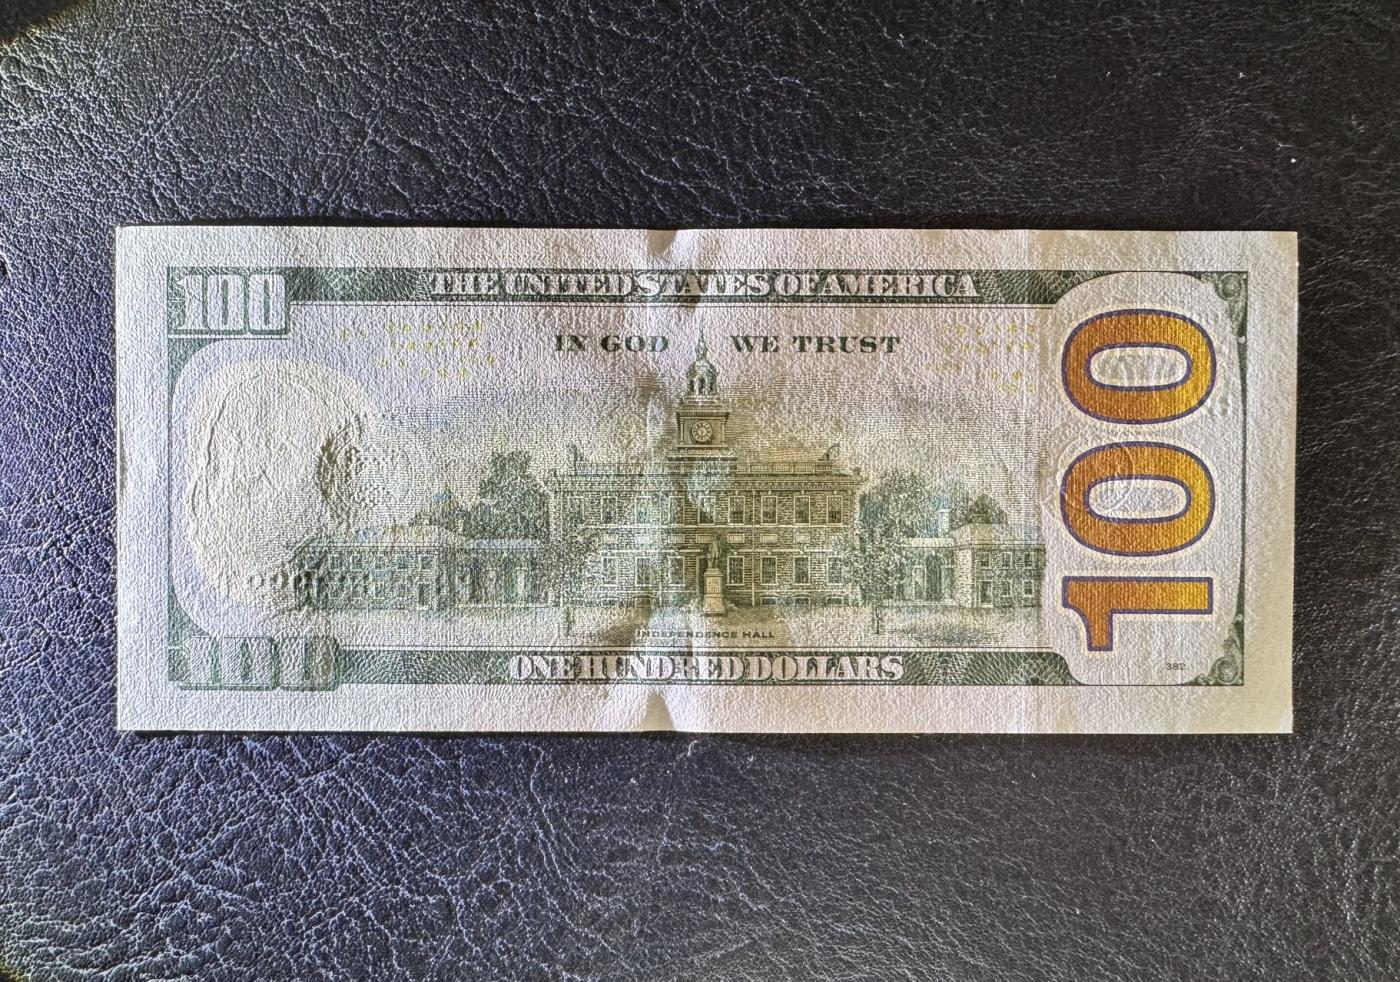 100
THE UNITED STATES OF AMERICA
IN GOD WE TRUST
100
INDEPENDENCE HALL
100
ONE HUNDRED DOLLARS
382